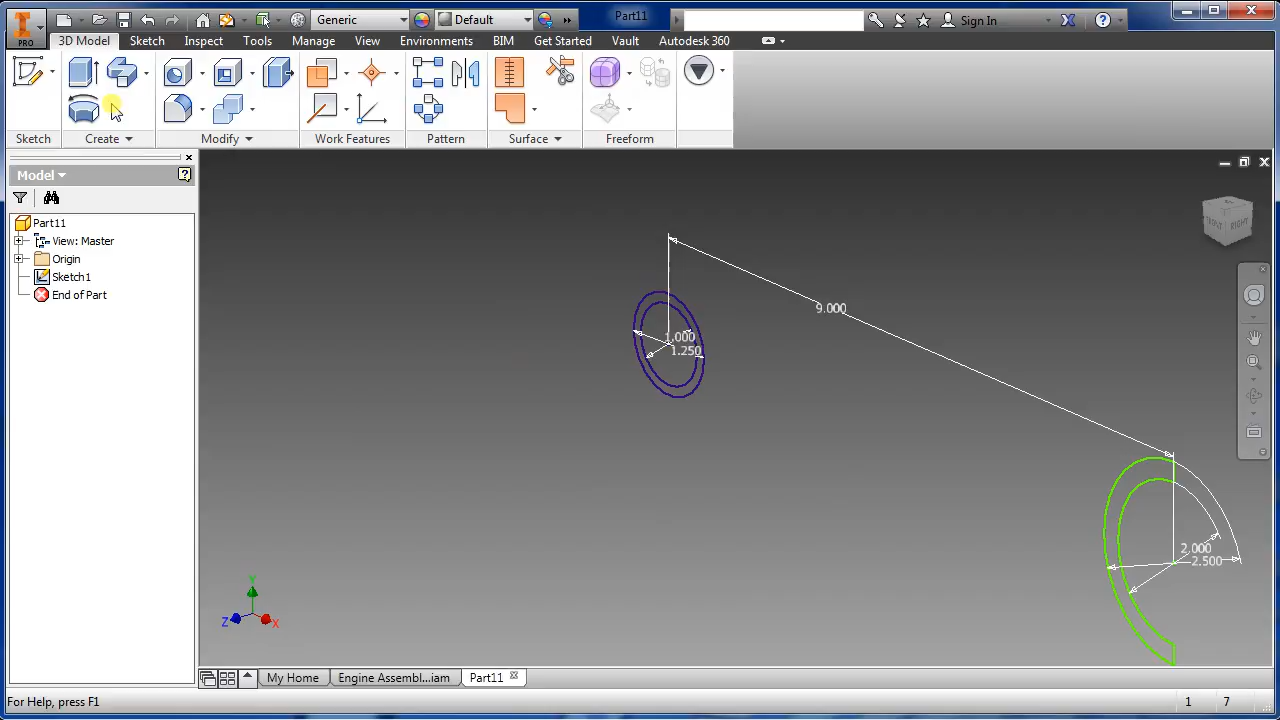 Generic
Default
Part11
Sign In
PRO
3D Model
Sketch
Inspect
Tools
Manage
View
Environments
BIM
Get Started
Vault
Autodesk 360
Sketch
Create
Modify
Work Features
Pattern
Surface
Freeform
Model
Part11
View: Master
Origin
Sketch1
End of Part
FRONT
RIGHT
9.000
1.000
1.250
2.000
2.500
Y
Z
X
My Home
Engine Assembl...iam
Part11
For Help, press F1
1
7